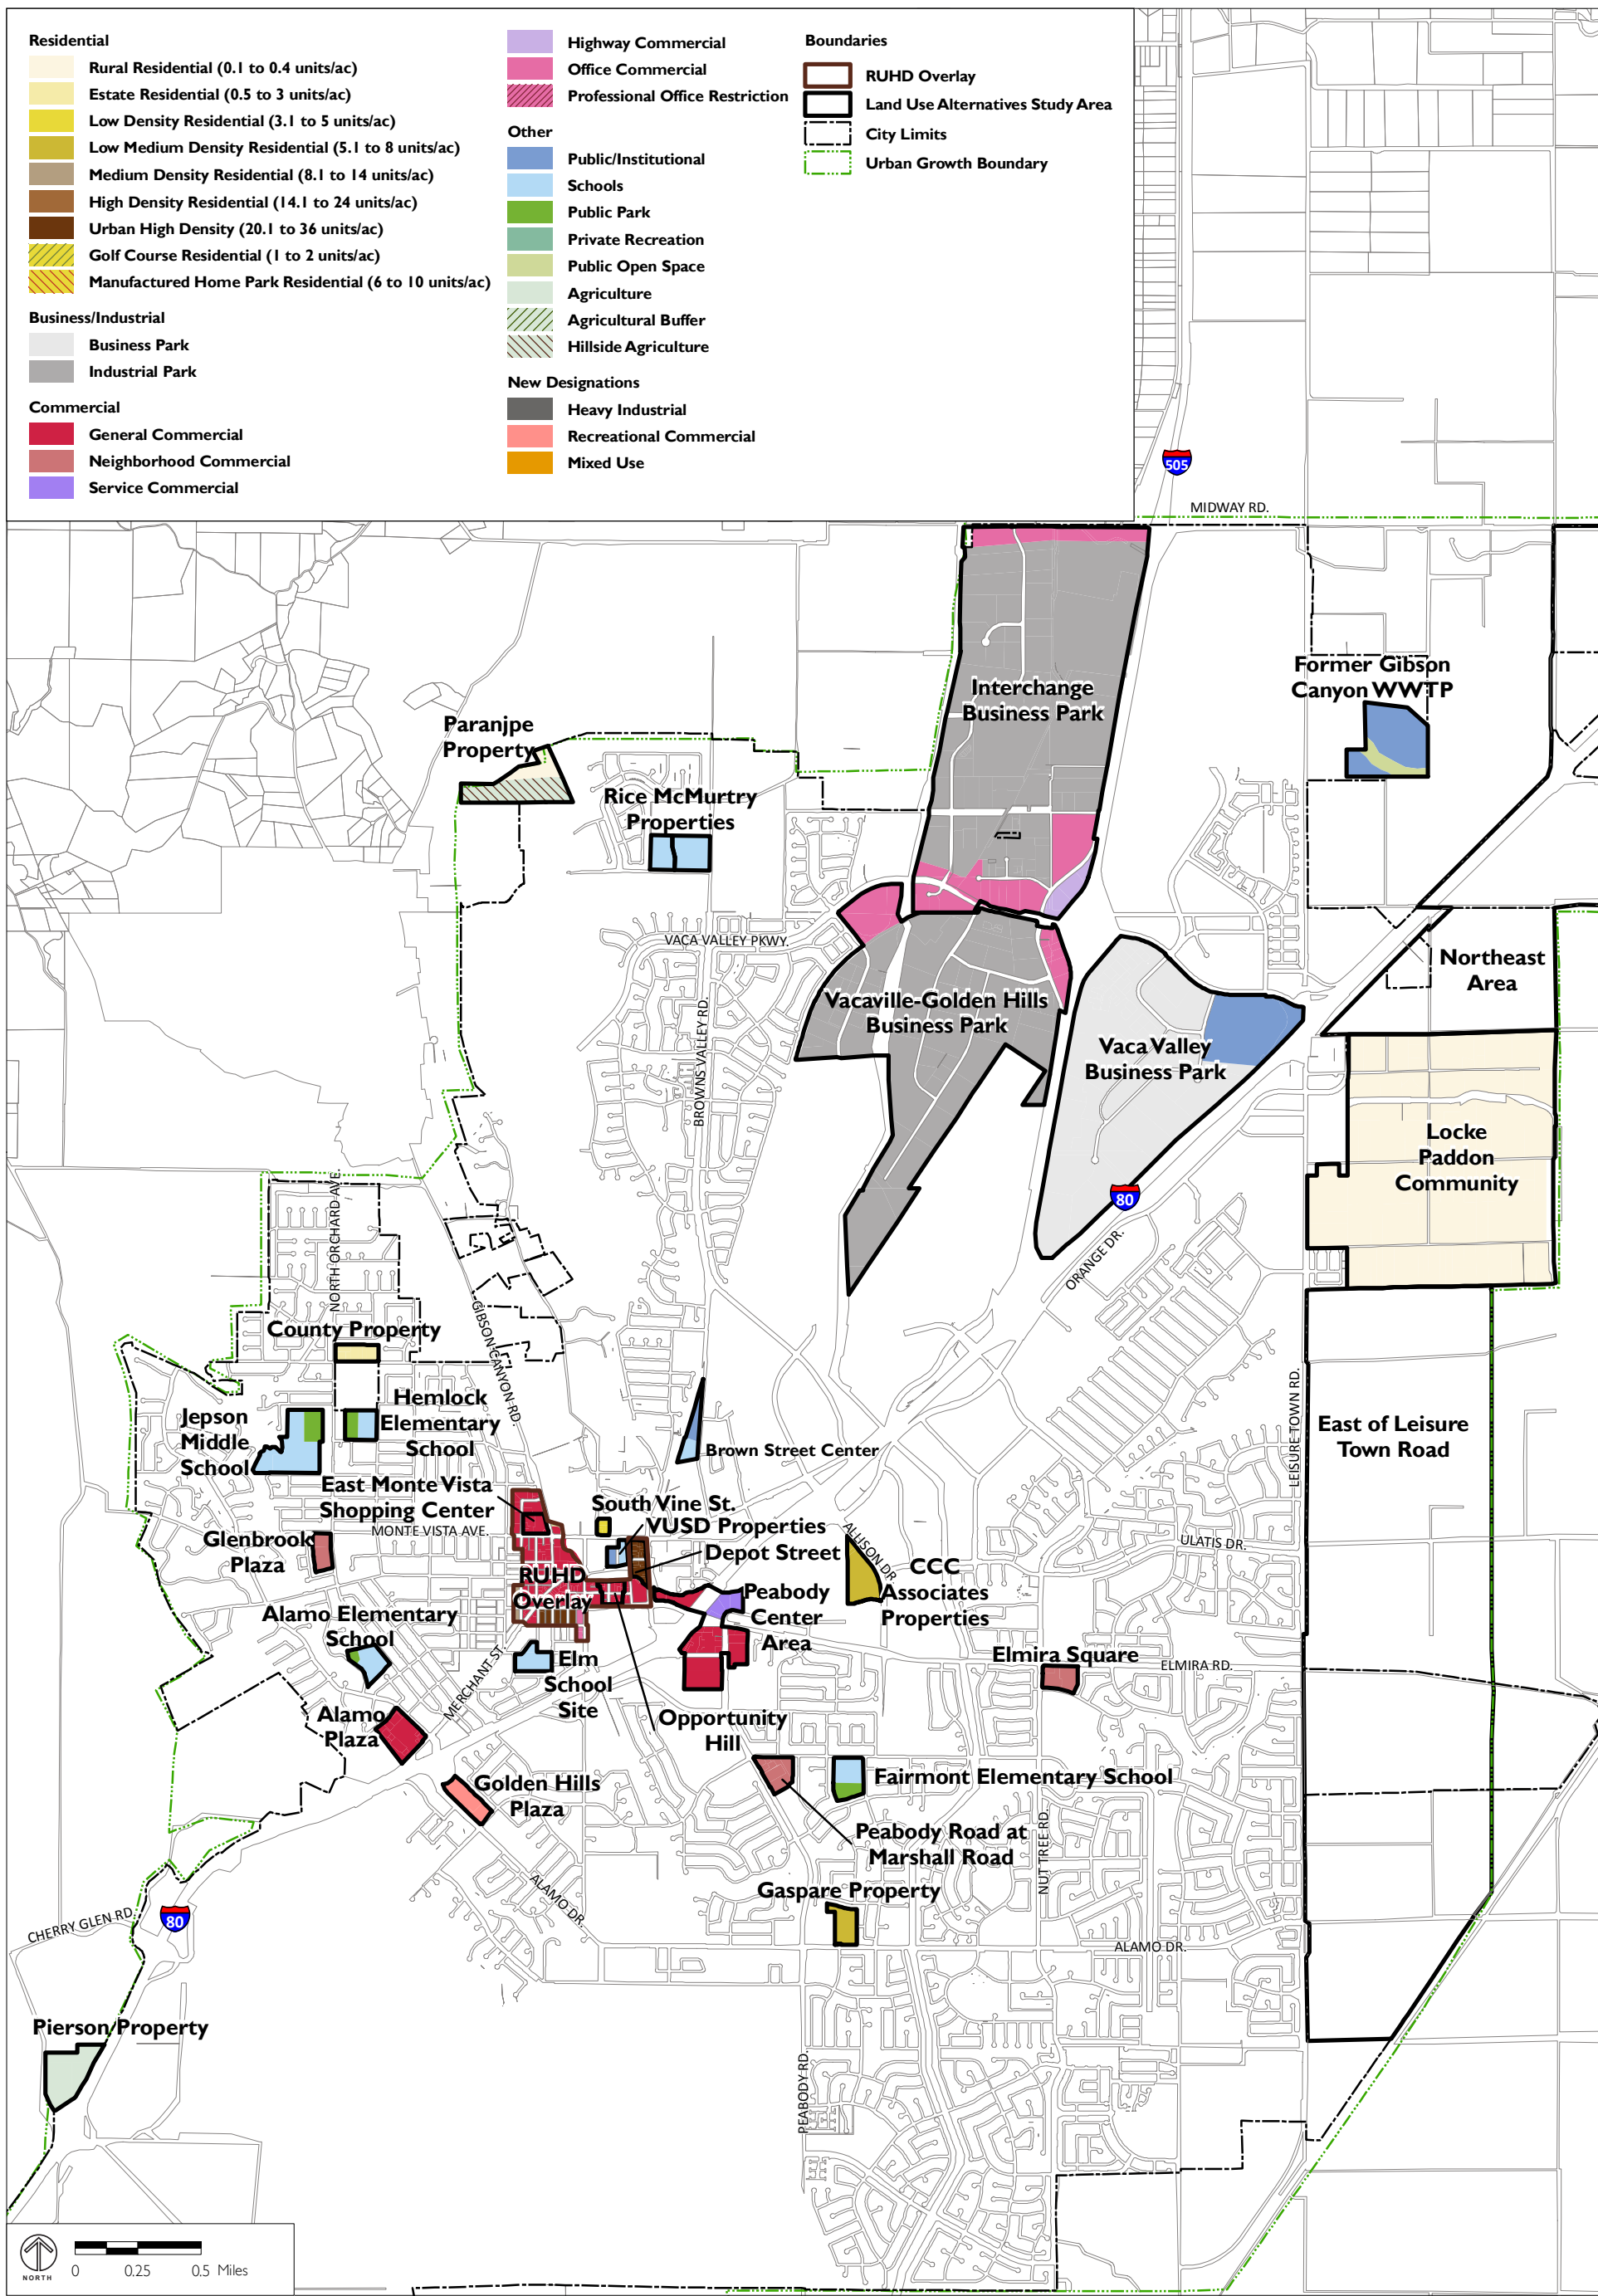 Residential
Rural Residential (0.1 to 0.4 units/ac)
Estate Residential (0.5 to 3 units/ac)
Low Density Residential (3.1 to 5 units/ac)
Low Medium Density Residential (5.1 to 8 units/ac)
Medium Density Residential (8.1 to 14 units/ac)
High Density Residential (14.1 to 24 units/ac)
Urban High Density (20.1 to 36 units/ac)
Golf Course Residential (1 to 2 units/ac)
Manufactured Home Park Residential (6 to 10 units/ac)
Business/Industrial
Business Park
Industrial Park
Commercial
General Commercial
Neighborhood Commercial
Service Commercial
Highway Commercial
Office Commercial
Professional Office Restriction
Other
Public/Institutional
Schools
Public Park
Private Recreation
Public Open Space
Agriculture
Agricultural Buffer
Hillside Agriculture
New Designations
Heavy Industrial
Recreational Commercial
Mixed Use
Boundaries
RUHD Overlay
Land Use Alternatives Study Area
City Limits
Urban Growth Boundary
505
MIDWAY RD.
Former Gibson
Canyon WWTP
Interchange
Business Park
Paranjpe
Property
Rice McMurtry
Properties
VACA VALLEY PKWY.
BROWNS VALLEY RD.
Northeast
Area
Vacaville-Golden Hills
Business Park
Vaca Valley
Business Park
Locke
Paddon
Community
80
ORANGE DR.
NORTH ORCHARD AVE.
GIBSON CANYON RD.
County Property
Hemlock
Elementary
School
Jepson
Middle
School
Brown Street Center
LEISURE TOWN RD.
East of Leisure
Town Road
East Monte Vista
Shopping Center
MONTE VISTA AVE.
South Vine St.
VUSD Properties
Depot Street
Glenbrook
Plaza
RUHD
Overlay
ALLISON DR.
CCC
Associates
Properties
ULATIS DR.
Peabody
Center
Area
Alamo Elementary
School
MERCHANT ST.
Elm
School
Site
Elmira Square
ELMIRA RD.
Alamo
Plaza
Opportunity
Hill
Golden Hills
Plaza
Fairmont Elementary School
Peabody Road at
Marshall Road
NUT TREE RD.
ALAMO DR.
Gaspare Property
ALAMO DR.
CHERRY GLEN RD.
80
Pierson Property
PEABODY RD.
NORTH
0 0.25 0.5 Miles